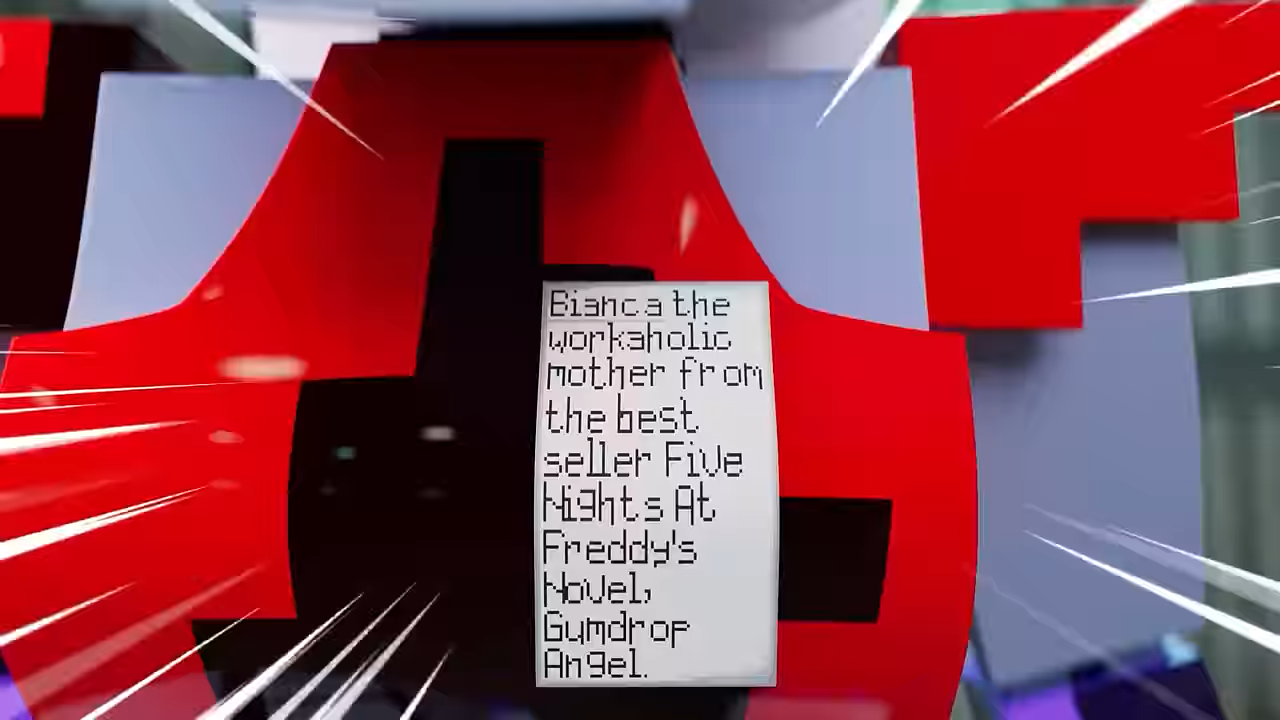 Bianca the
workaholic
mother from
the best
seller Five
Nights At
Freddy's
Novel,
Gumdrop
Angel.